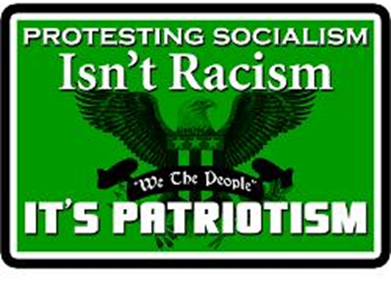 PROTESTING SOCIALISM
Isn't Racism
"We The People"
IT'S PATRIOTISM